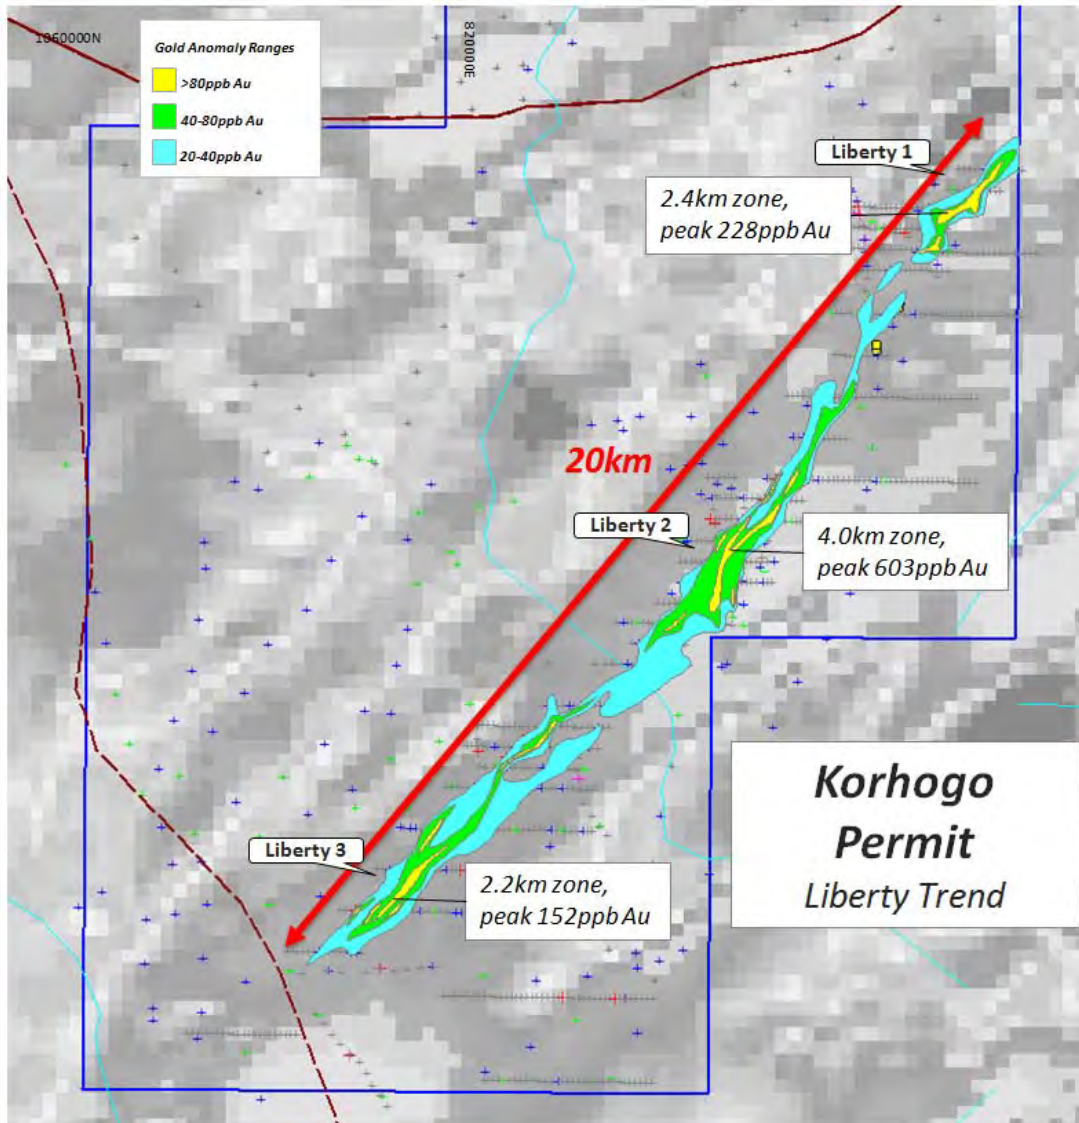 1060000N
820000E
Gold Anomaly Ranges
>80ppb Au
40-80ppb Au
20-40ppb Au
Liberty 1
2.4km zone,
peak 228ppb Au
20km
Liberty 2
4.0km zone,
peak 603ppb Au
Liberty 3
2.2km zone,
peak 152ppb Au
Korhogo
Permit
Liberty Trend